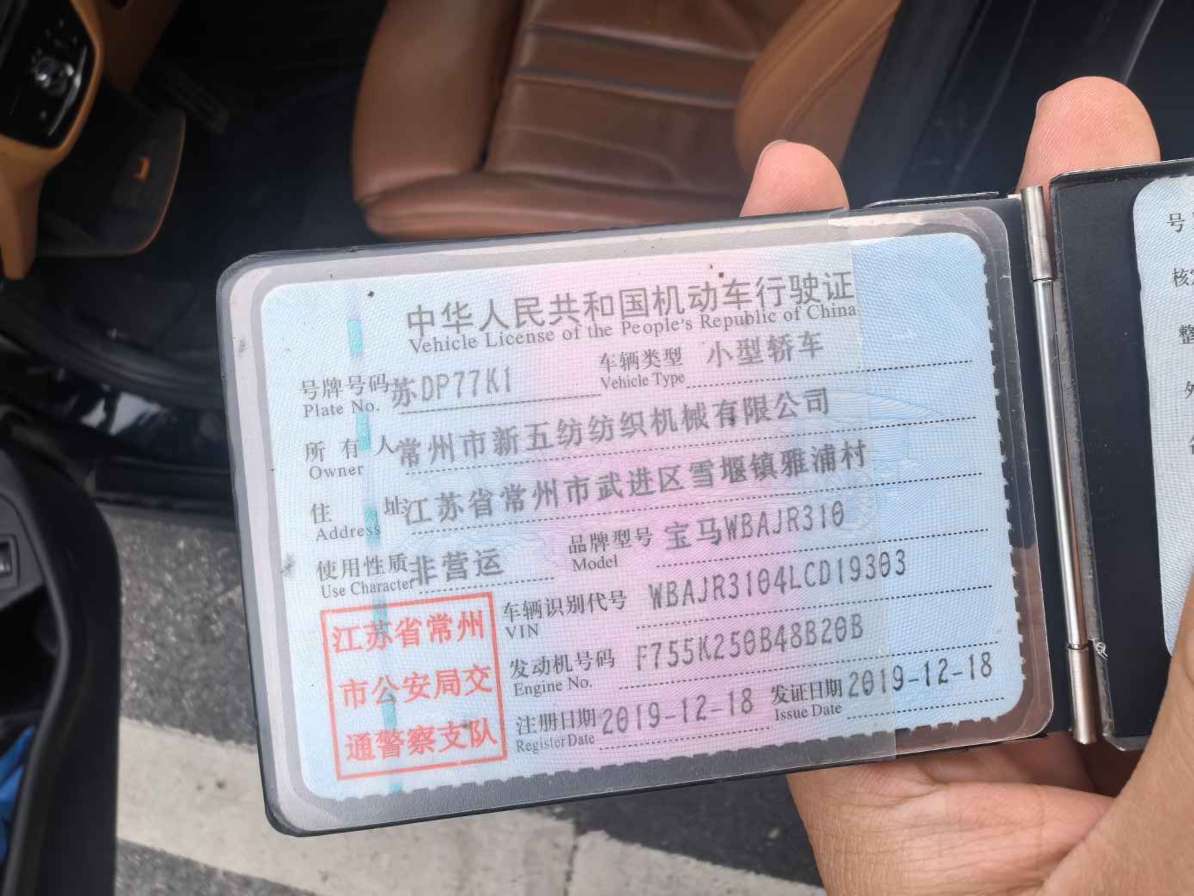 中华人民共和国机动车行驶证
Vehicle License of the People's Republic of China
号牌号码 苏DP77K1 车辆类型 小型轿车
Plate No. Vehicle Type
所有人 常州市新五纺纺织机械有限公司
Owner
住址 江苏省常州市武进区雪堰镇雅浦村
Address
使用性质 非营运 品牌型号 宝马WBAJR310
Use Character Model
车辆识别代号 WBAJR3104LCD19303
VIN
发动机号码 F755K250B48B20B
Engine No.
注册日期 2019-12-18 发证日期 2019-12-18
Register Date Issue Date
江苏省常州
市公安局交
通警察支队
号
核
整
外